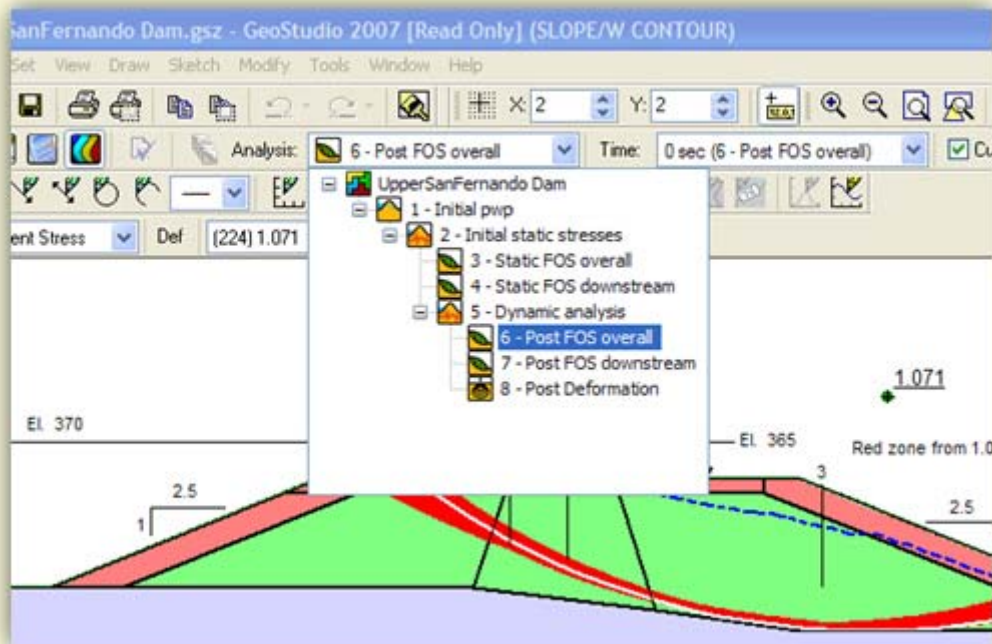 SanFernando Dam.gsz - GeoStudio 2007 [Read Only] (SLOPE/W CONTOUR)
Set View Draw Sketch Modify Tools Window Help
X: 2 Y: 2
Analysis: 6 - Post FOS overall Time: 0 sec (6 - Post FOS overall) Cu
UpperSanFernando Dam
1 - Initial pwp
ent Stress Def (224) 1.071
2 - Initial static stresses
3 - Static FOS overall
4 - Static FOS downstream
5 - Dynamic analysis
6 - Post FOS overall
7 - Post FOS downstream
8 - Post Deformation
1.071
El. 370
El. 365
Red zone from 1.0
2.5
1
3
2.5